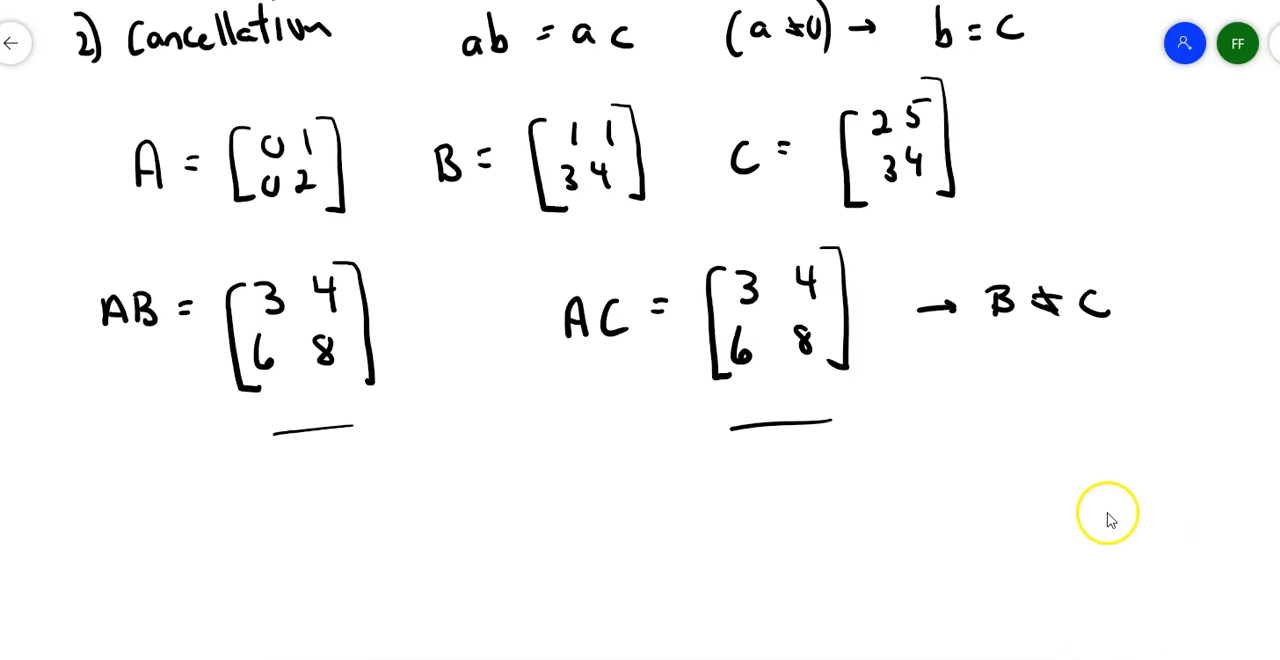 2) Cancellation ab = ac (a ≠ 0) → b = c
FF
A = [0 1
0 2] B = [1 1
3 4] C = [2 5
3 4]
AB = [3 4
6 8] AC = [3 4
6 8] → B ≠ C